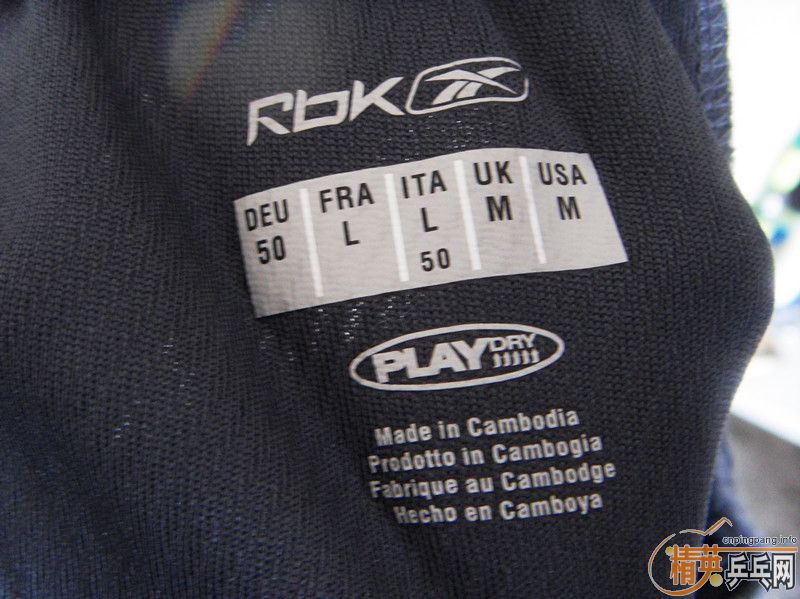 Rbk
DEU FRA ITA UK USA
50 L L M M
50
PLAY DRY
Made in Cambodia
Prodotto in Cambogia
Fabrique au Cambodge
Hecho en Camboya
cnpingpang.info
精英乒乓网